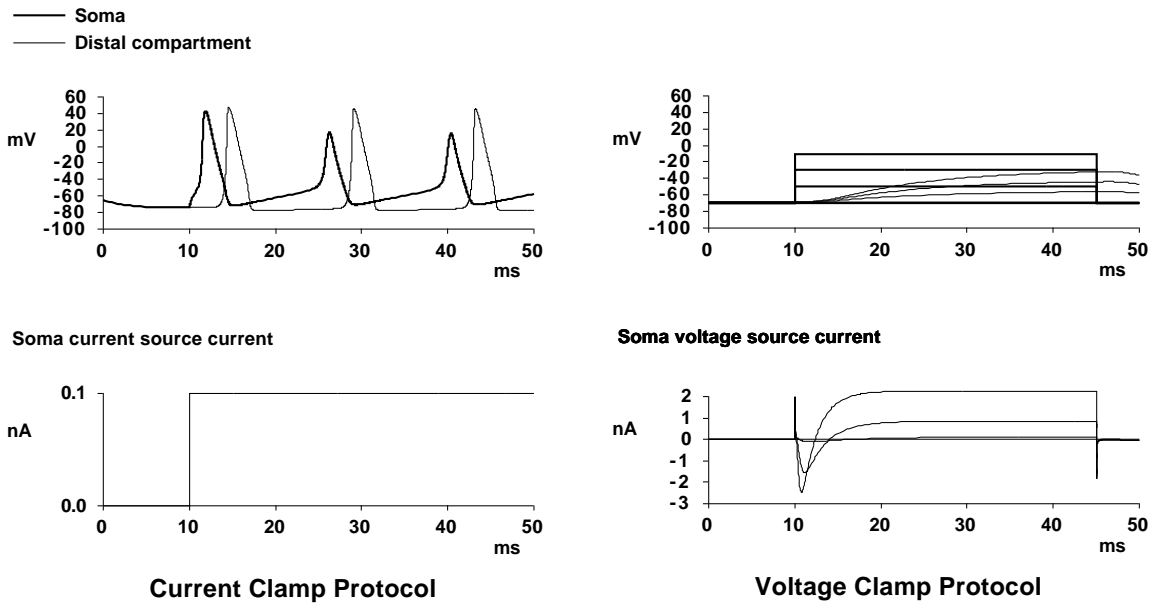 Soma
Distal compartment
60
40
20
0
-20
-40
-60
-80
-100
mV
0 10 20 30 40 50
ms
60
40
20
0
-20
-40
-60
-80
-100
mV
0 10 20 30 40 50
ms
Soma current source current
0.1
nA
0.0
0 10 20 30 40 50
ms
Current Clamp Protocol
Soma voltage source current
2
1
0
-1
-2
-3
nA
0 10 20 30 40 50
ms
Voltage Clamp Protocol